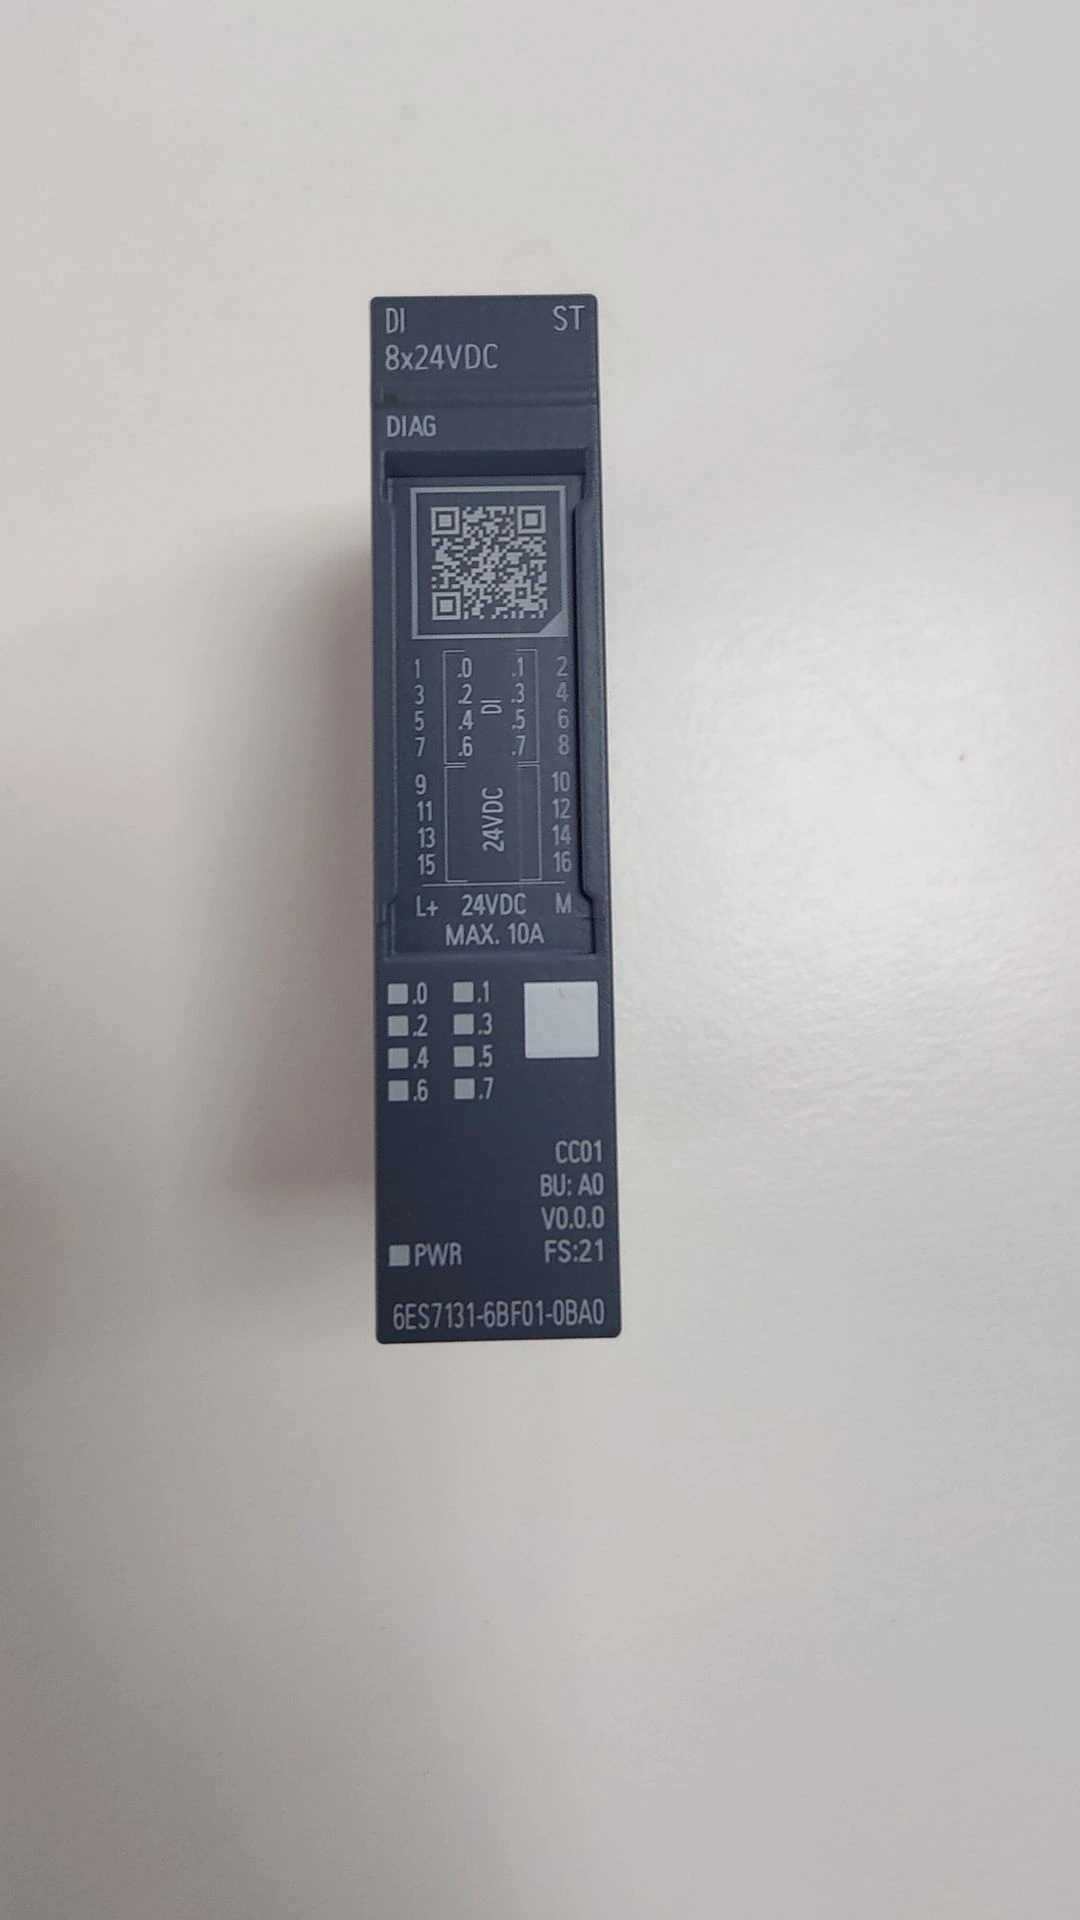 DI ST
8x24VDC
DIAG
1 .0 .1 2
3 .2 .3 4
DI
5 .4 .5 6
7 .6 .7 8
9 10
11 12
24VDC
13 14
15 16
L+ 24VDC M
MAX. 10A
.0 .1
.2 .3
.4 .5
.6 .7
CC01
BU: A0
V0.0.0
PWR FS:21
6ES7131-6BF01-0BA0